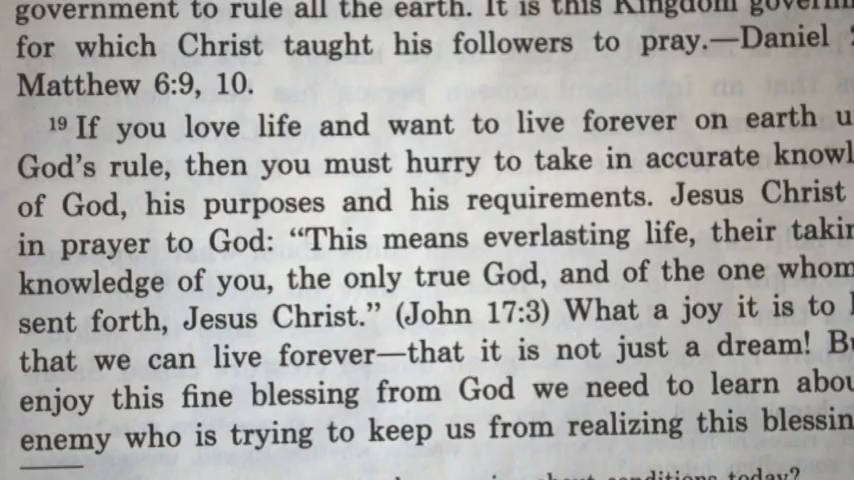 government to rule all the earth. It is this Kingdom
for which Christ taught his followers to pray.—Daniel
Matthew 6:9, 10.
19 If you love life and want to live forever on earth
God's rule, then you must hurry to take in accurate
of God, his purposes and his requirements. Jesus Christ
in prayer to God: “This means everlasting life, their
knowledge of you, the only true God, and of the one whom
sent forth, Jesus Christ.” (John 17:3) What a joy it is to
that we can live forever—that it is not just a dream!
enjoy this fine blessing from God we need to learn
enemy who is trying to keep us from realizing this
about conditions today?